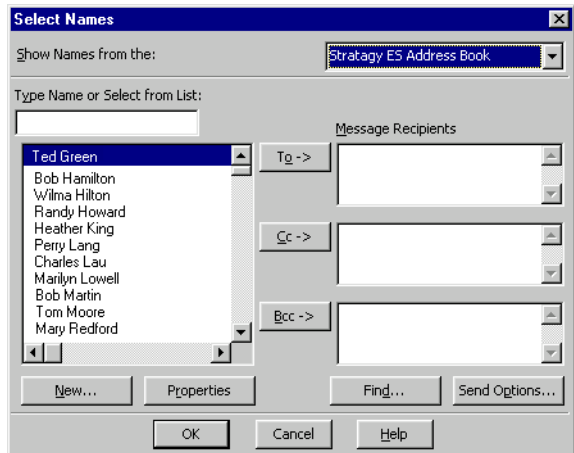 Select Names
Show Names from the:
Stratagy ES Address Book
Type Name or Select from List:
Message Recipients
Ted Green
Bob Hamilton
Wilma Hilton
Randy Howard
Heather King
Perry Lang
Charles Lau
Marilyn Lowell
Bob Martin
Tom Moore
Mary Redford
To ->
Cc ->
Bcc ->
New...
Properties
Find...
Send Options...
OK
Cancel
Help